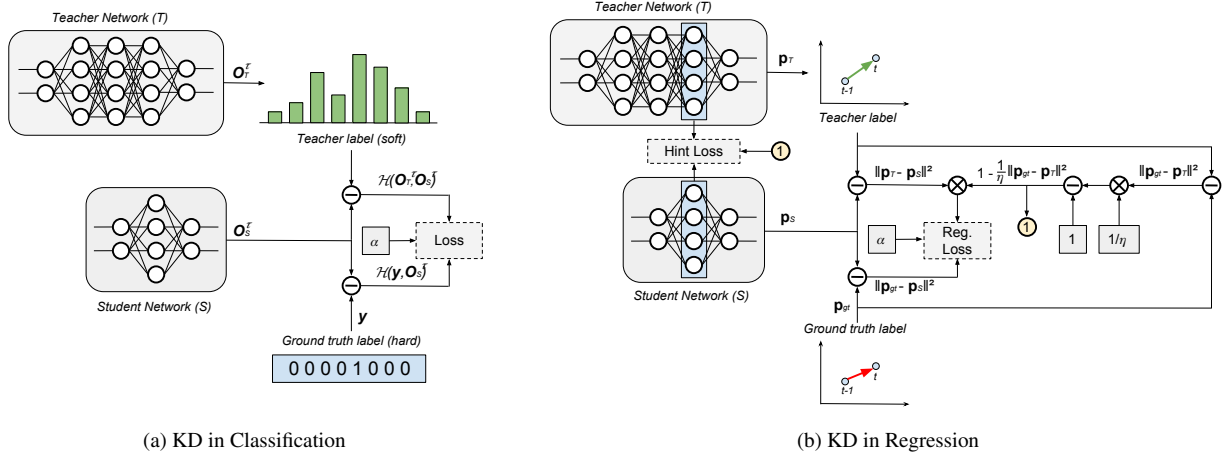 Teacher Network (T)
O_T^τ
Teacher label (soft)
H(O_T^τ, O_S^τ)
O_S^τ
α
Loss
H(y, O_S^τ)
Student Network (S)
y
Ground truth label (hard)
0 0 0 0 1 0 0 0
(a) KD in Classification
Teacher Network (T)
p_T
t
t-1
Teacher label
Hint Loss
1
||p_T - p_S||²
1 - 1/η ||p_gt - p_T||²
||p_gt - p_T||²
p_S
α
Reg.
Loss
1
1
1/η
||p_gt - p_S||²
Student Network (S)
p_gt
Ground truth label
t
t-1
(b) KD in Regression